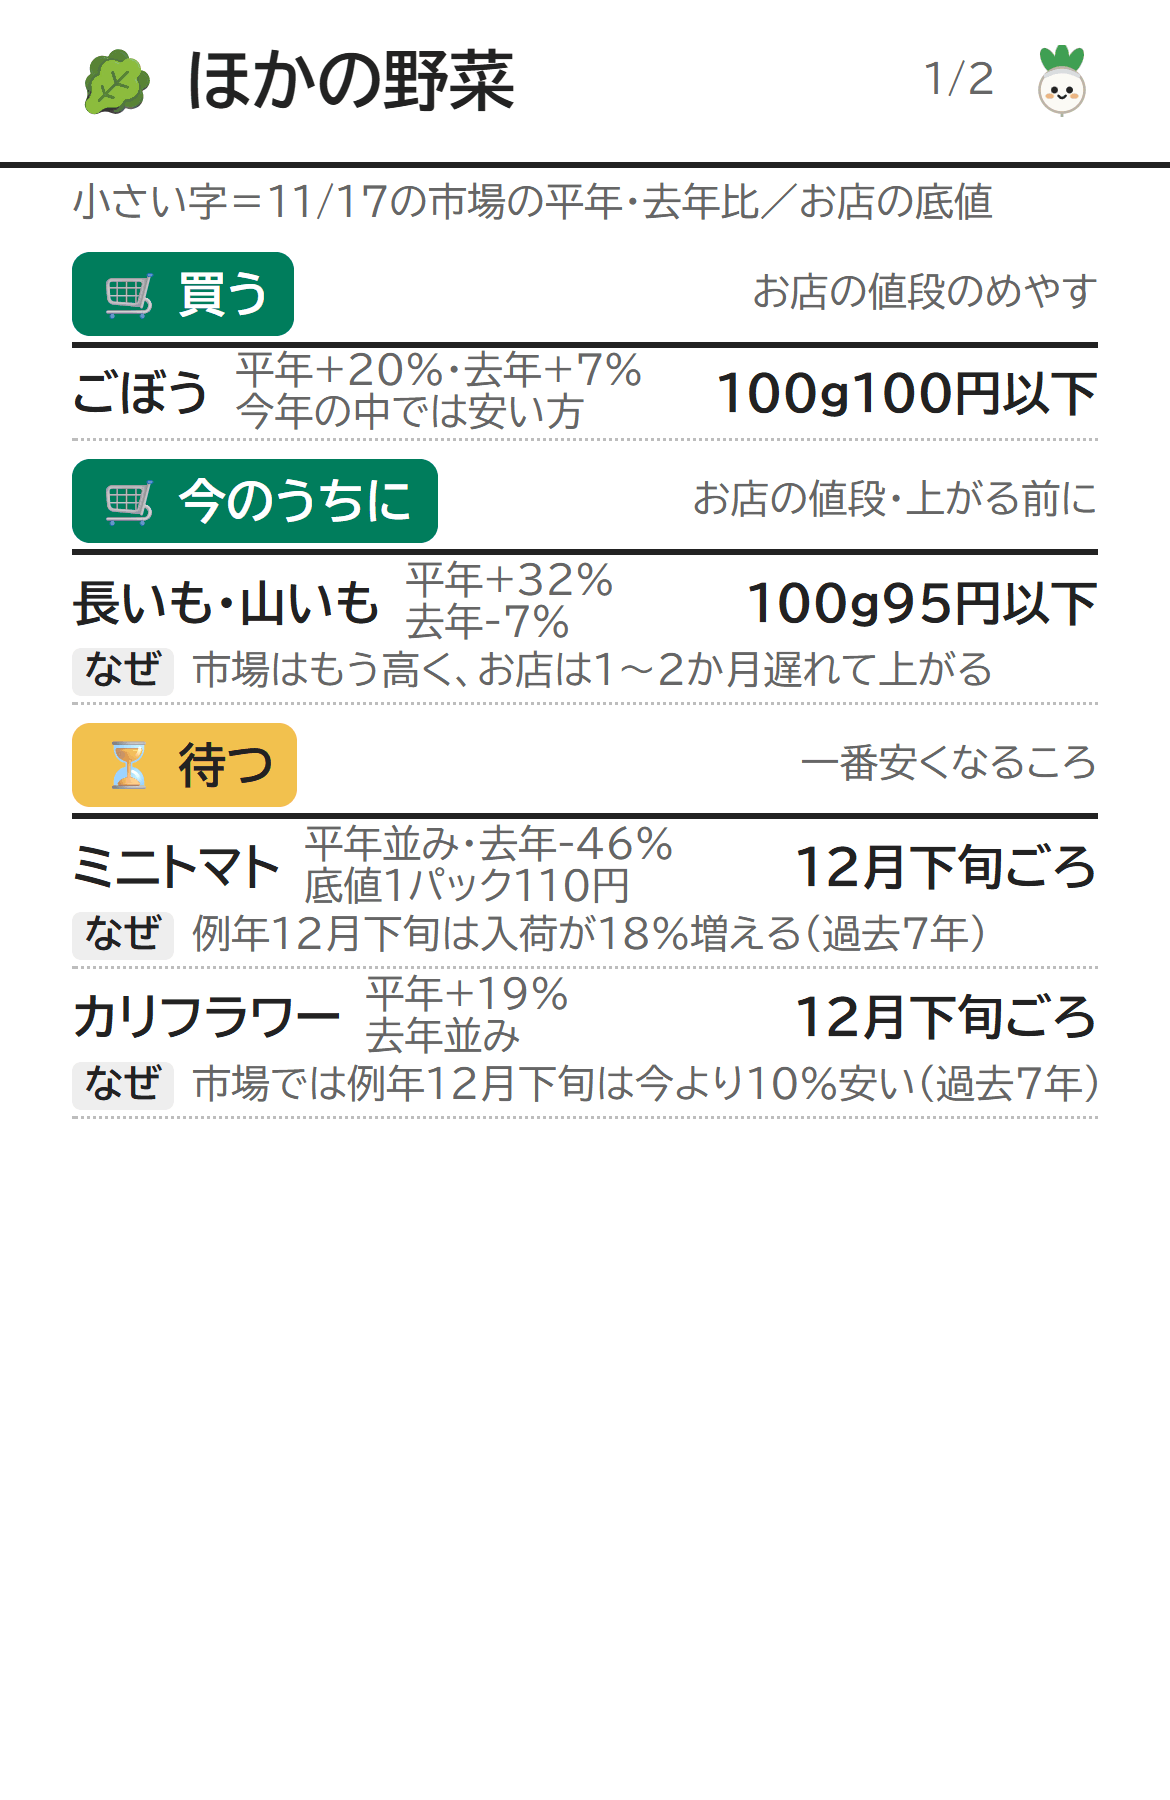 ほかの野菜
1/2
小さい字＝11/17の市場の平年・去年比／お店の底値
買う
お店の値段のめやす
ごぼう
平年+20%・去年+7%
今年の中では安い方
100g100円以下
今のうちに
お店の値段・上がる前に
長いも・山いも
平年+32%
去年-7%
100g95円以下
なぜ 市場はもう高く、お店は1〜2か月遅れて上がる
待つ
一番安くなるころ
ミニトマト
平年並み・去年-46%
底値1パック110円
12月下旬ごろ
なぜ 例年12月下旬は入荷が18%増える（過去7年）
カリフラワー
平年+19%
去年並み
12月下旬ごろ
なぜ 市場では例年12月下旬は今より10%安い（過去7年）